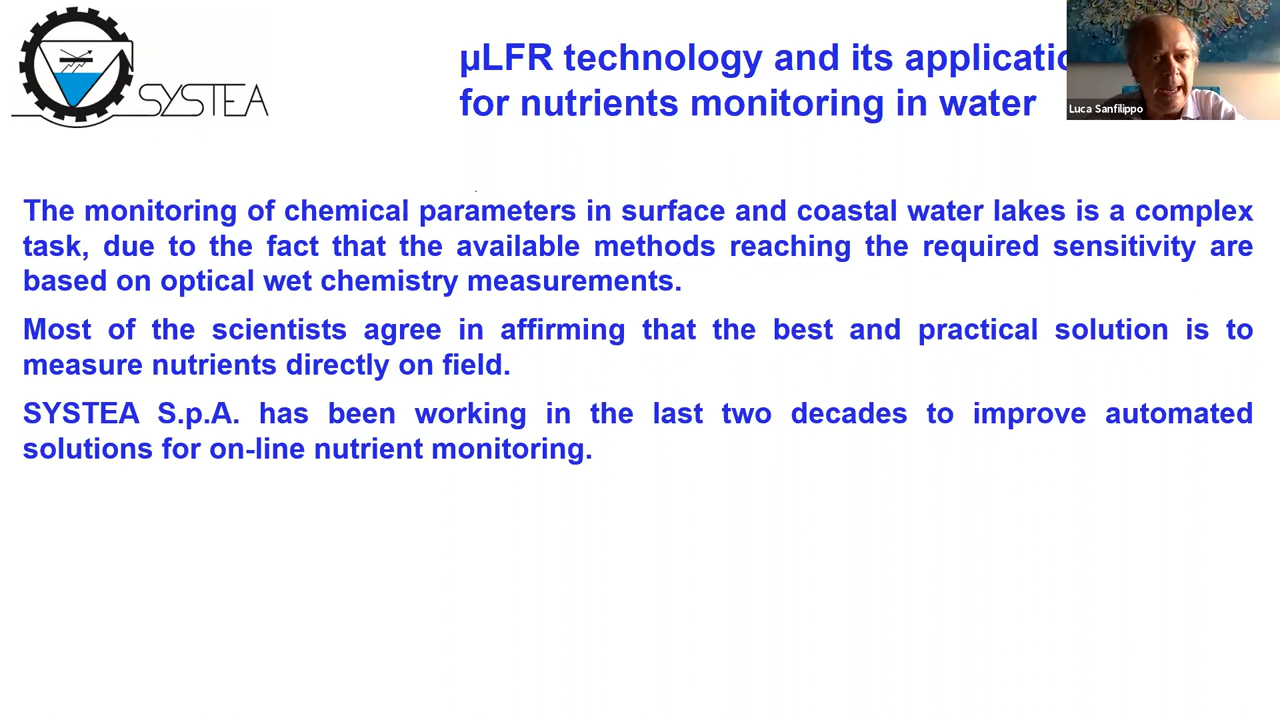 SYSTEA
µLFR technology and its applicatio
for nutrients monitoring in water
Luca Sanfilippo
The monitoring of chemical parameters in surface and coastal water lakes is a complex
task, due to the fact that the available methods reaching the required sensitivity are
based on optical wet chemistry measurements.
Most of the scientists agree in affirming that the best and practical solution is to
measure nutrients directly on field.
SYSTEA S.p.A. has been working in the last two decades to improve automated
solutions for on-line nutrient monitoring.